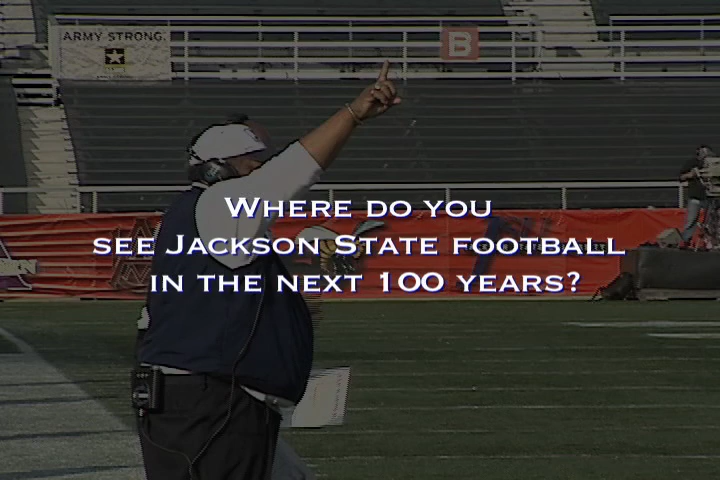 ARMY STRONG.
B
WHERE DO YOU
SEE JACKSON STATE FOOTBALL
IN THE NEXT 100 YEARS?